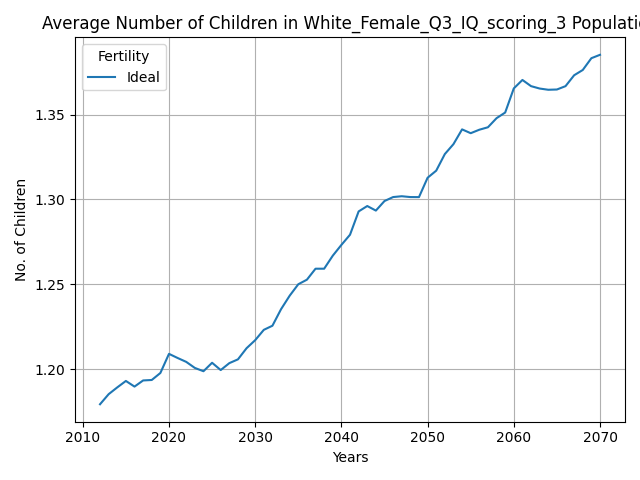 Average Number of Children in White_Female_Q3_IQ_scoring_3 Populatio
Fertility
Ideal
No. of Children
1.35
1.30
1.25
1.20
2010 2020 2030 2040 2050 2060 2070
Years